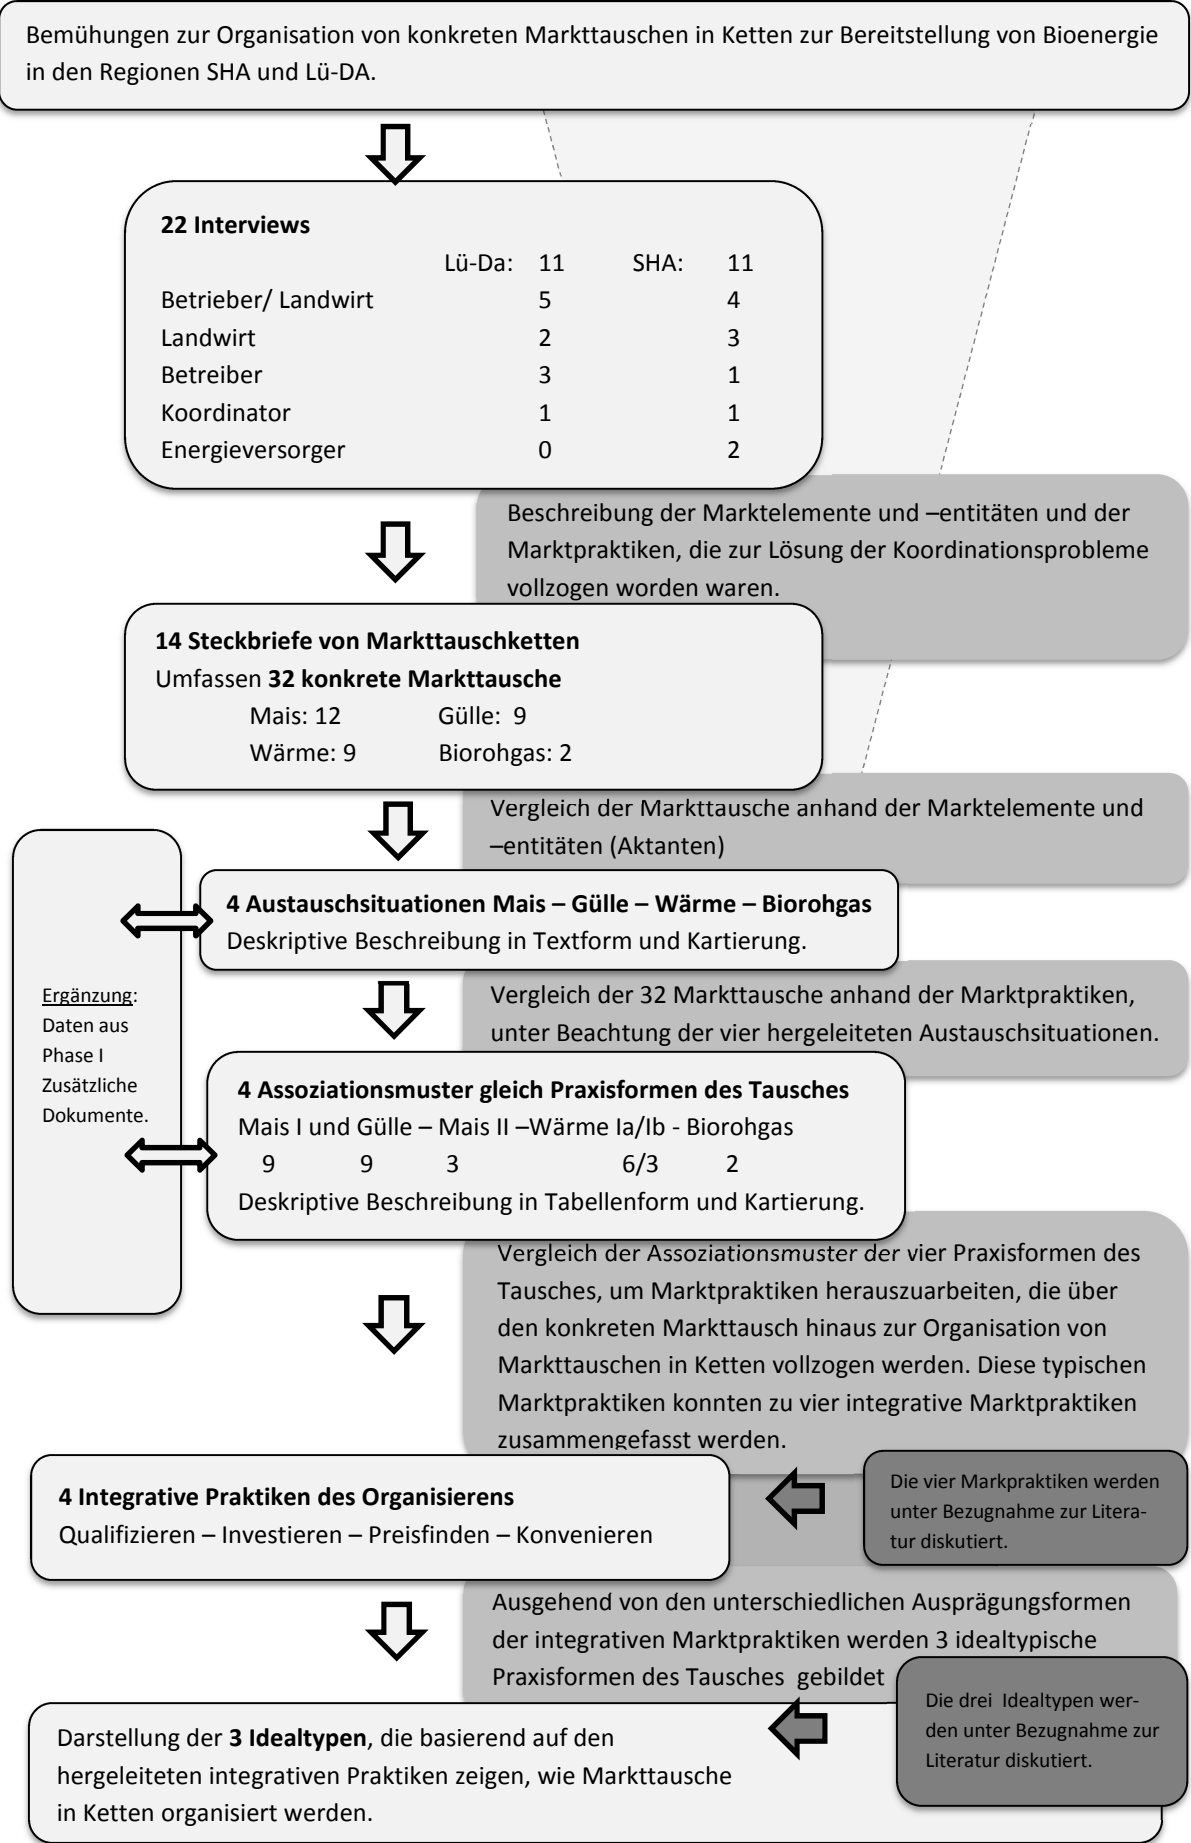 Bemühungen zur Organisation von konkreten Markttauschen in Ketten zur Bereitstellung von Bioenergie
in den Regionen SHA und Lü-DA.
22 Interviews
Lü-Da: 11 SHA: 11
Betrieber/ Landwirt 5 4
Landwirt 2 3
Betreiber 3 1
Koordinator 1 1
Energieversorger 0 2
Beschreibung der Marktelemente und –entitäten und der
Marktpraktiken, die zur Lösung der Koordinationsprobleme
vollzogen worden waren.
14 Steckbriefe von Markttauschketten
Umfassen 32 konkrete Markttausche
Mais: 12 Gülle: 9
Wärme: 9 Biorohgas: 2
Vergleich der Markttausche anhand der Marktelemente und
–entitäten (Aktanten)
4 Austauschsituationen Mais – Gülle – Wärme – Biorohgas
Deskriptive Beschreibung in Textform und Kartierung.
Ergänzung:
Daten aus
Phase I
Zusätzliche
Dokumente.
Vergleich der 32 Markttausche anhand der Marktpraktiken,
unter Beachtung der vier hergeleiteten Austauschsituationen.
4 Assoziationsmuster gleich Praxisformen des Tausches
Mais I und Gülle – Mais II –Wärme Ia/Ib - Biorohgas
9 9 3 6/3 2
Deskriptive Beschreibung in Tabellenform und Kartierung.
Vergleich der Assoziationsmuster der vier Praxisformen des
Tausches, um Marktpraktiken herauszuarbeiten, die über
den konkreten Markttausch hinaus zur Organisation von
Markttauschen in Ketten vollzogen werden. Diese typischen
Marktpraktiken konnten zu vier integrative Marktpraktiken
zusammengefasst werden.
4 Integrative Praktiken des Organisierens
Qualifizieren – Investieren – Preisfinden – Konvenieren
Die vier Markpraktiken werden
unter Bezugnahme zur Litera-
tur diskutiert.
Ausgehend von den unterschiedlichen Ausprägungsformen
der integrativen Marktpraktiken werden 3 idealtypische
Praxisformen des Tausches gebildet
Die drei Idealtypen wer-
den unter Bezugnahme zur
Literatur diskutiert.
Darstellung der 3 Idealtypen, die basierend auf den
hergeleiteten integrativen Praktiken zeigen, wie Markttausche
in Ketten organisiert werden.